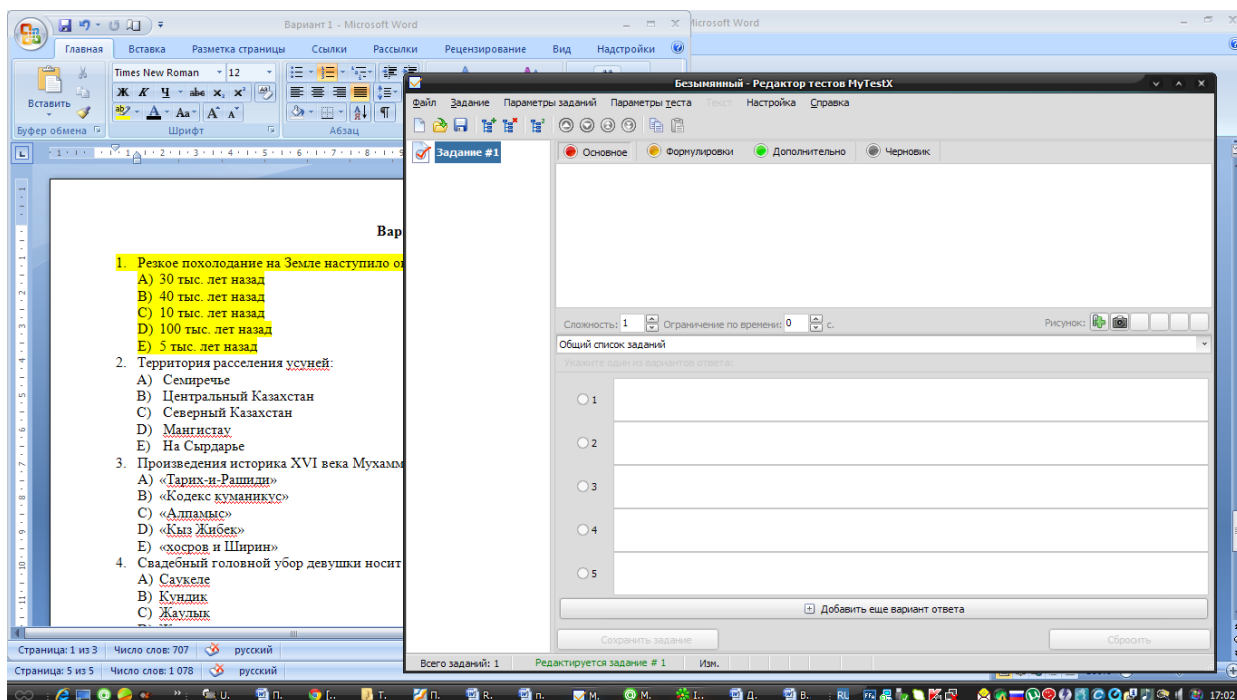 Вариант 1 - Microsoft Word
Microsoft Word
Главная Вставка Разметка страницы Ссылки Рассылки Рецензирование Вид Надстройки
Вставить
Times New Roman 12
Ж К Ч abc x, x²
Aa
Буфер обмена Шрифт Абзац
Вар
1. Резкое похолодание на Земле наступило о
A) 30 тыс. лет назад
B) 40 тыс. лет назад
C) 10 тыс. лет назад
D) 100 тыс. лет назад
E) 5 тыс. лет назад
2. Территория расселения усуней:
A) Семиречье
B) Центральный Казахстан
C) Северный Казахстан
D) Мангистау
E) На Сырдарье
3. Произведения историка XVI века Мухамм
A) «Тарих-и-Рашиди»
B) «Кодекс куманикус»
C) «Алпамыс»
D) «Кыз Жибек»
E) «хосров и Ширин»
4. Свадебный головной убор девушки носит
A) Саукеле
B) Кундик
C) Жаулык
Страница: 1 из 3 Число слов: 707 русский
Страница: 5 из 5 Число слов: 1 078 русский
Безымянный - Редактор тестов MyTestX
Файл Задание Параметры заданий Параметры теста Текст Настройка Справка
Задание #1
Основное Формулировки Дополнительно Черновик
Сложность: 1 Ограничение по времени: 0 с. Рисунок:
Общий список заданий
Укажите один из вариантов ответа:
1
2
3
4
5
Добавить еще вариант ответа
Сохранить задание Сбросить
Всего заданий: 1 Редактируется задание # 1 Изм.
U. П. [.. Т. П. R. п. М. М. I.. Д. В. RU 17:02